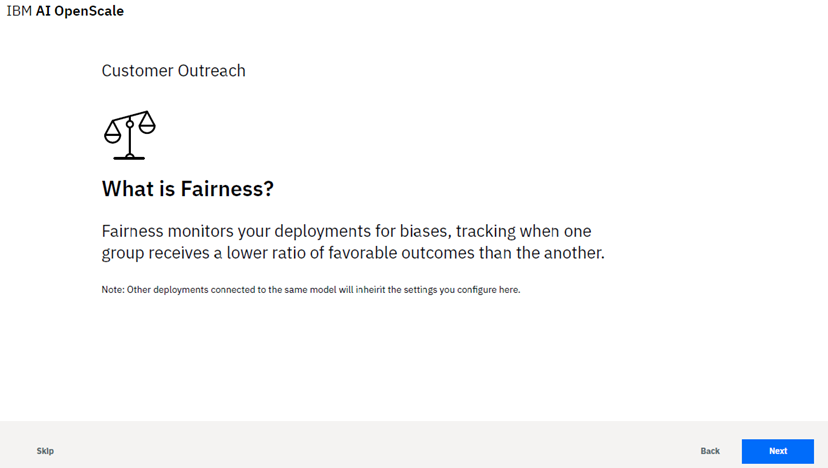 IBM AI OpenScale
Customer Outreach
What is Fairness?
Fairness monitors your deployments for biases, tracking when one
group receives a lower ratio of favorable outcomes than the another.
Note: Other deployments connected to the same model will inheirit the settings you configure here.
Skip
Back
Next